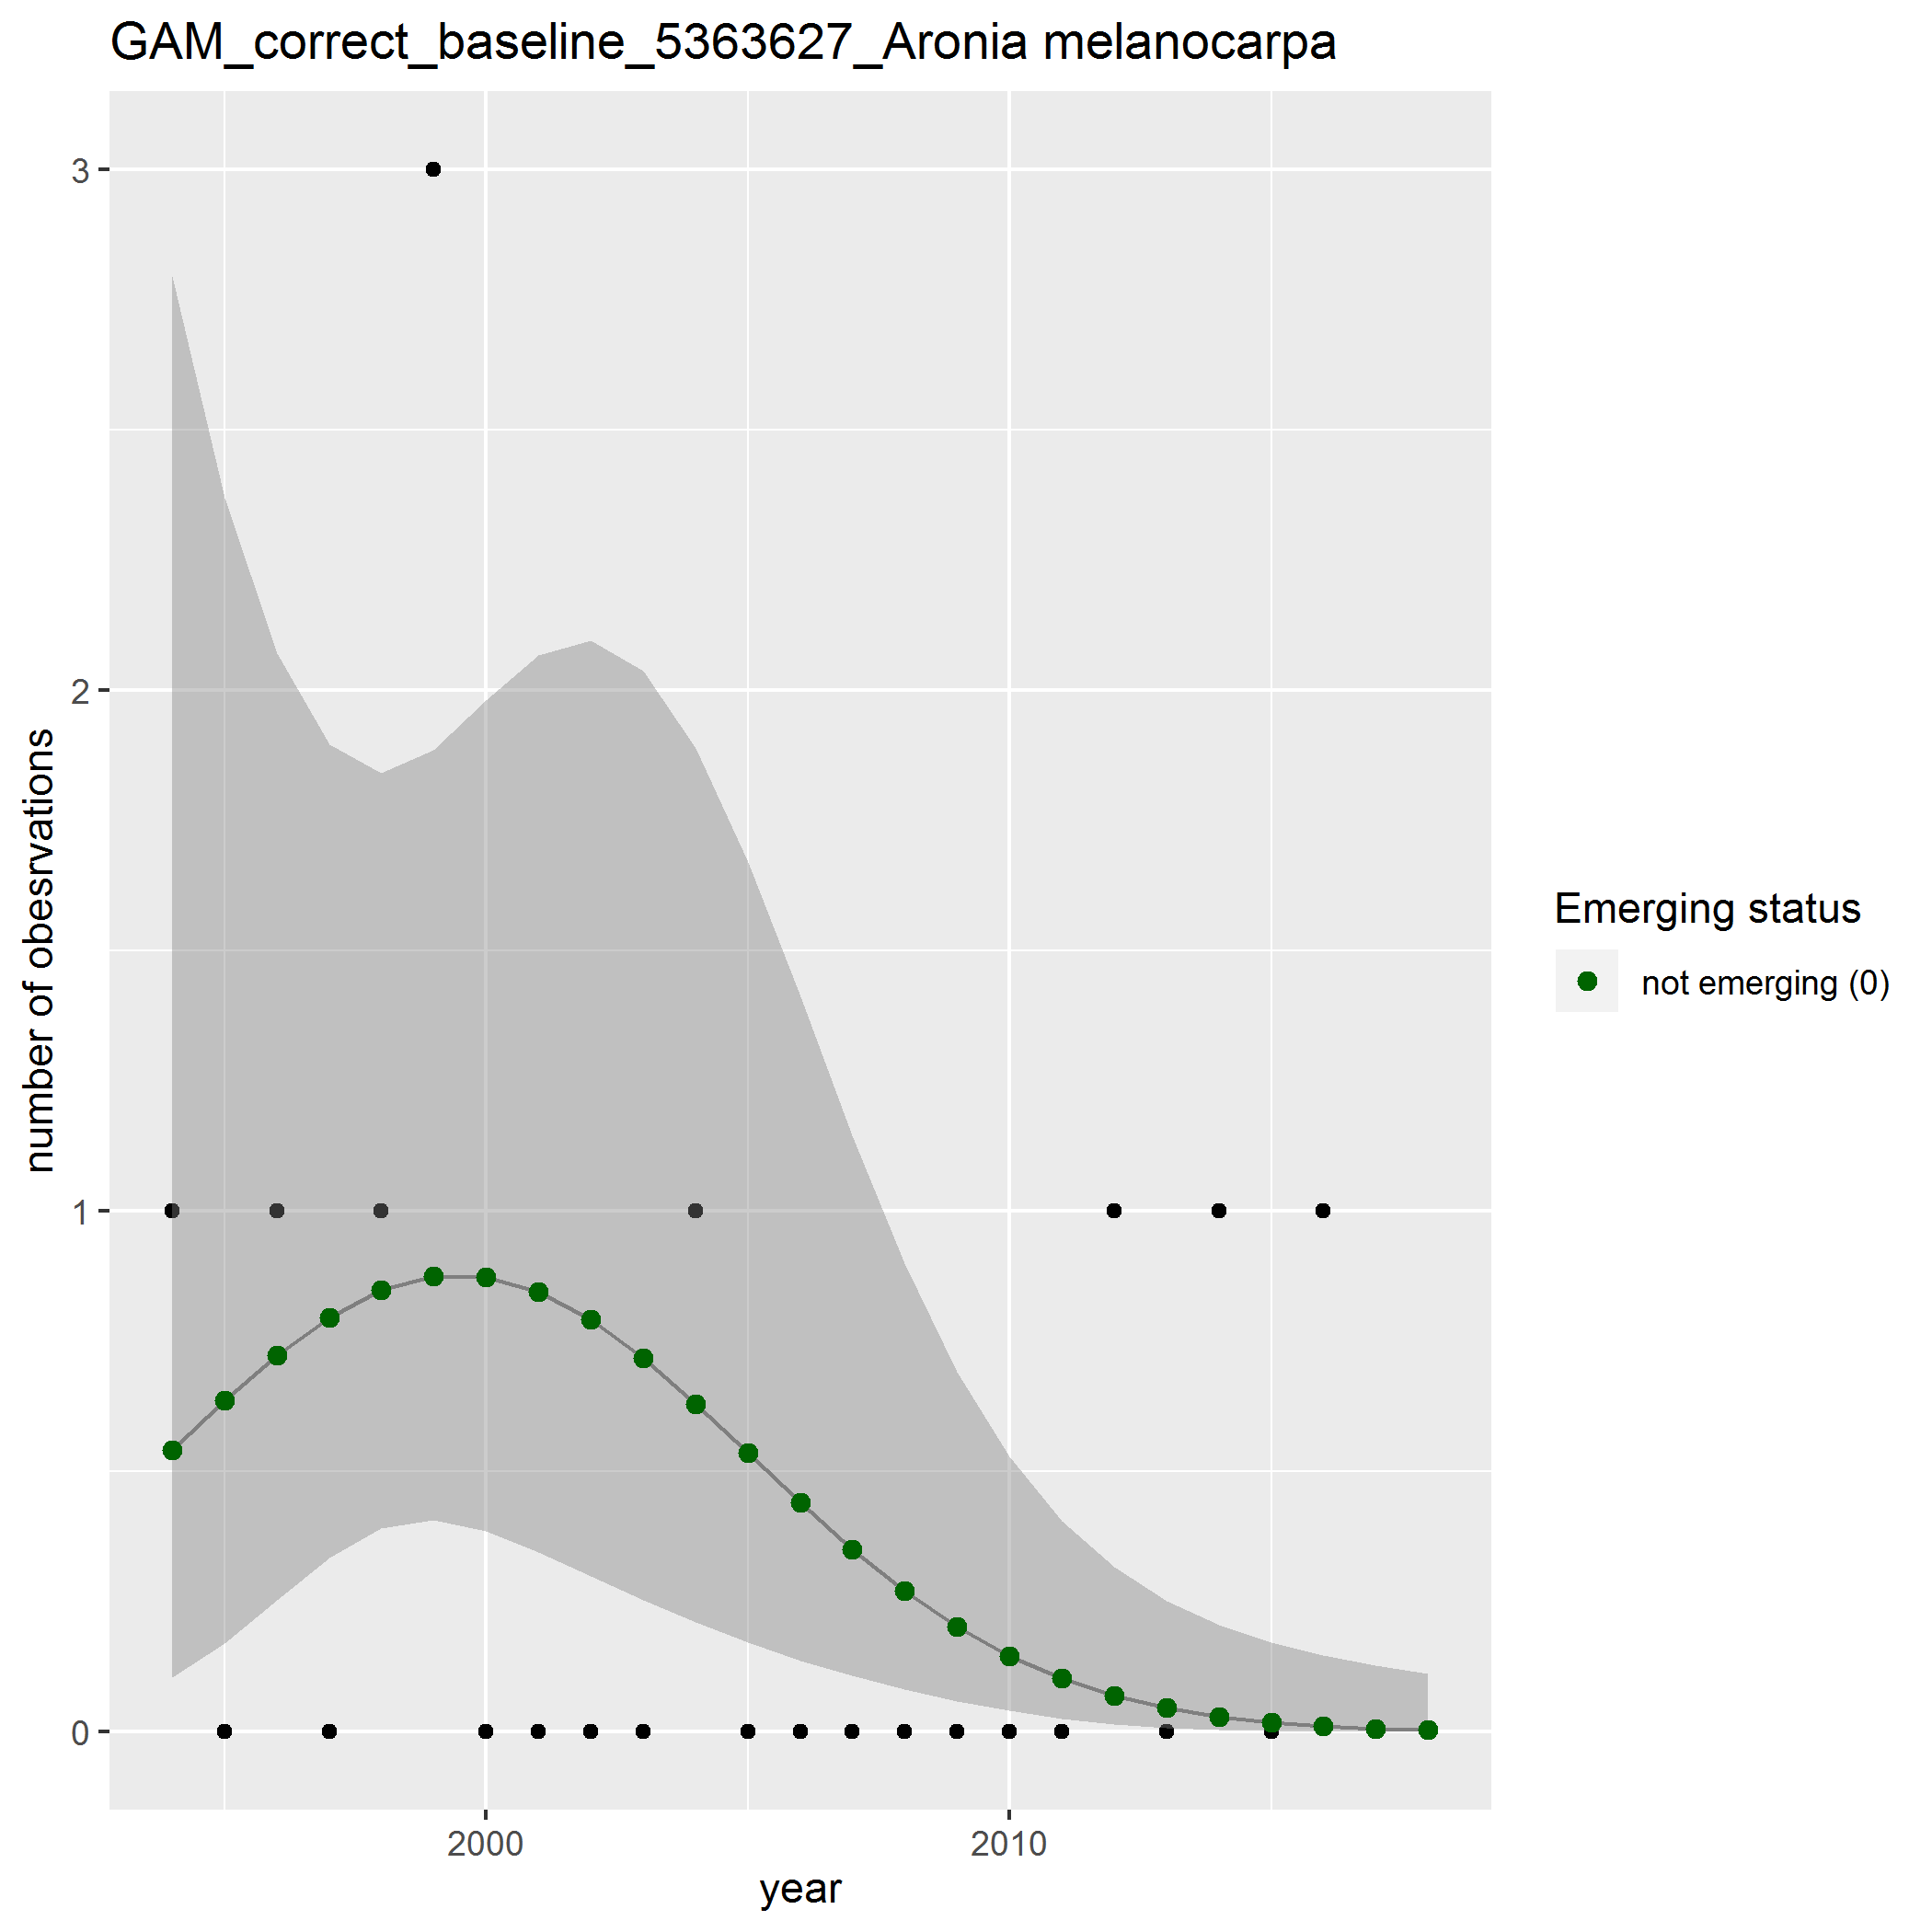 GAM_correct_baseline_5363627_Aronia melanocarpa
3
2
1
0
number of obesrvations
2000
2010
year
Emerging status
not emerging (0)